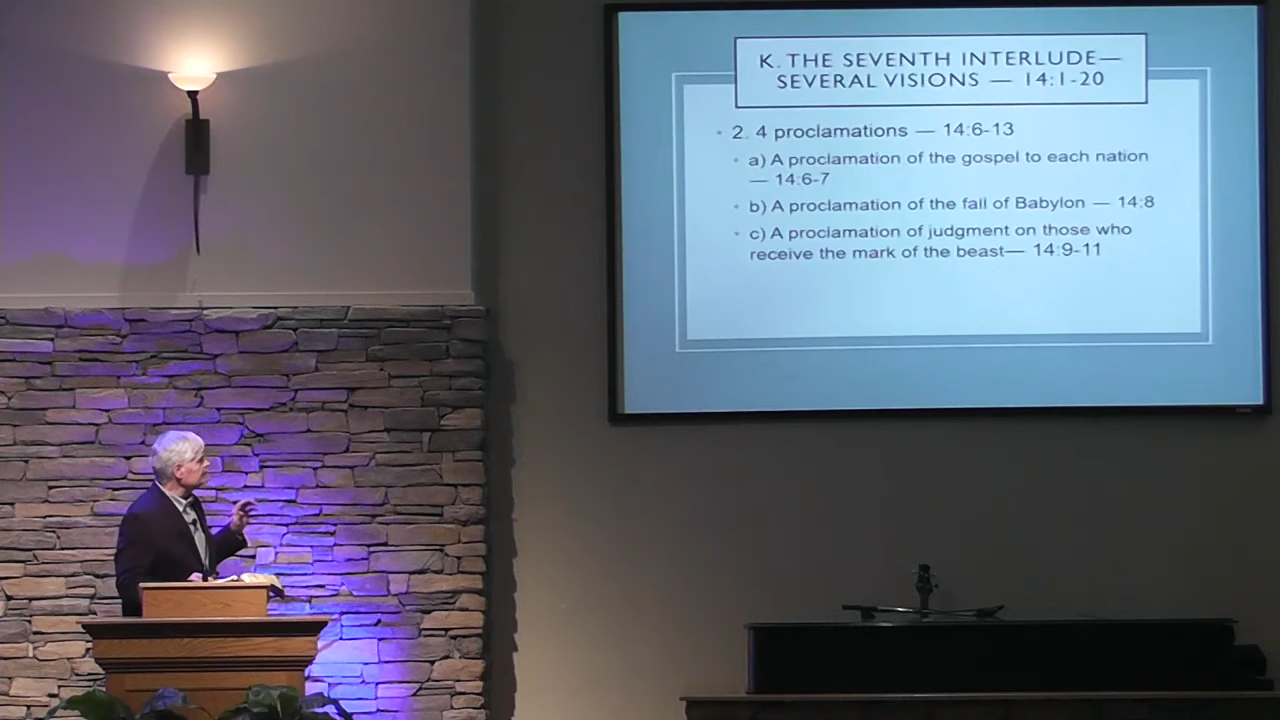 K. THE SEVENTH INTERLUDE—
SEVERAL VISIONS — 14:1-20
• 2. 4 proclamations — 14:6-13
• a) A proclamation of the gospel to each nation
— 14:6-7
• b) A proclamation of the fall of Babylon — 14:8
• c) A proclamation of judgment on those who
receive the mark of the beast— 14:9-11